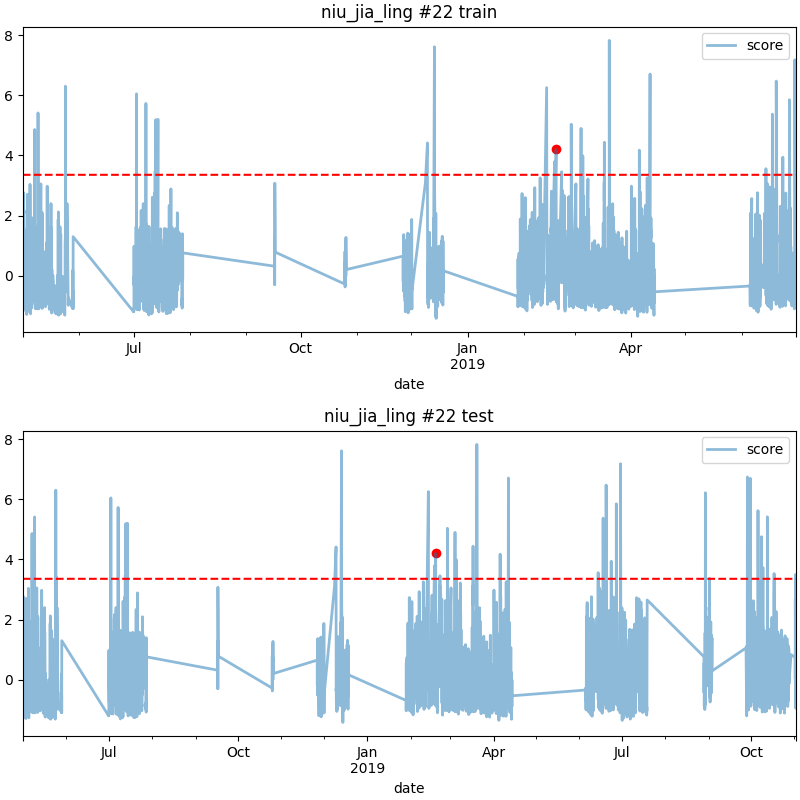 niu_jia_ling #22 train
score
8
6
4
2
0
Jul
Oct
Jan
2019
Apr
date
niu_jia_ling #22 test
score
8
6
4
2
0
Jul
Oct
Jan
2019
Apr
Jul
Oct
date